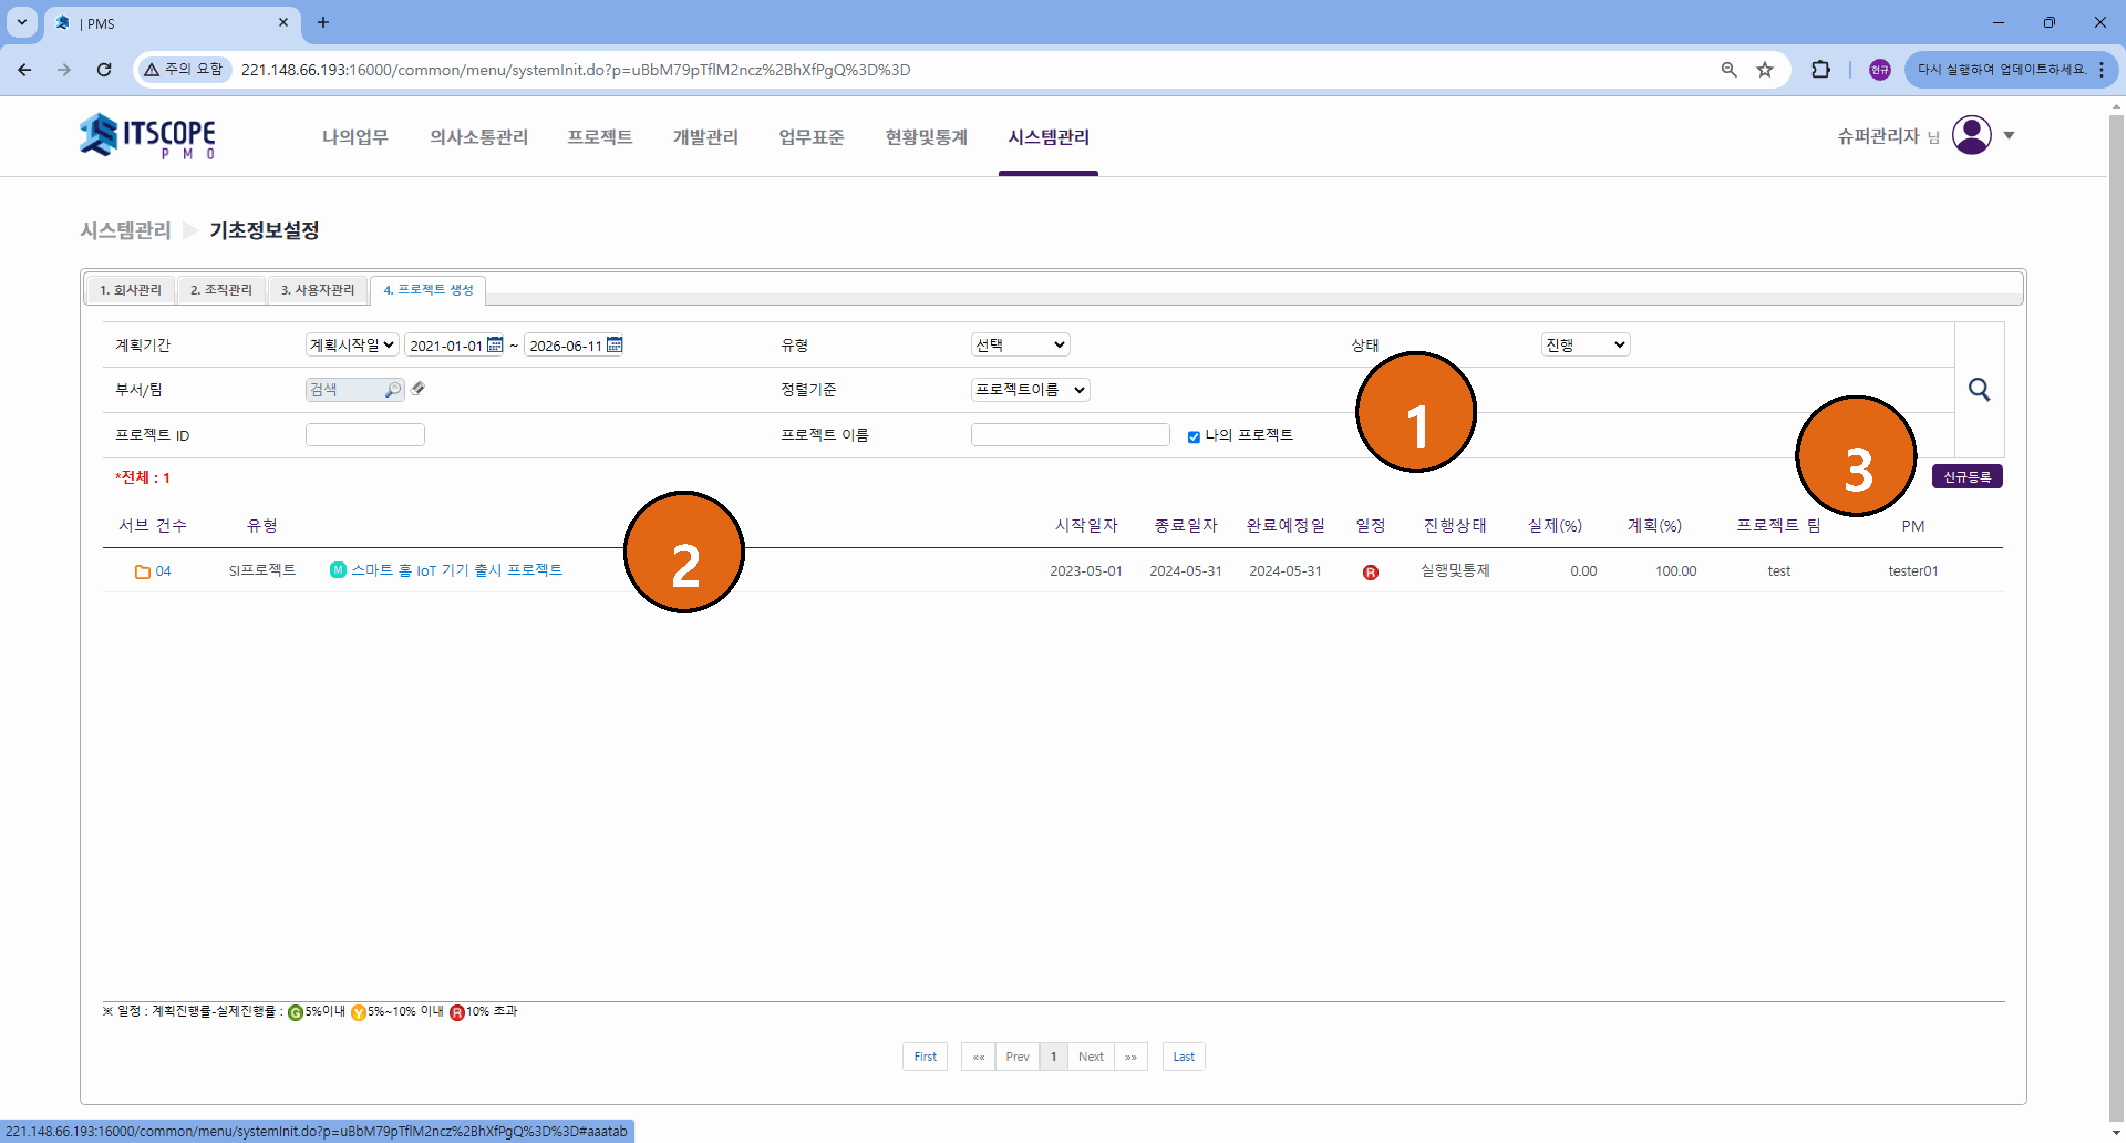 | PMS
주의 요함 221.148.66.193:16000/common/menu/systemInit.do?p=uBbM79pTflM2ncz%2BhXfPgQ%3D%3D
현규
다시 실행하여 업데이트하세요.
ITSCOPE
PMO
나의업무 의사소통관리 프로젝트 개발관리 업무표준 현황및통계 시스템관리
슈퍼관리자 님
시스템관리 기초정보설정
1. 회사관리 2. 조직관리 3. 사용자관리 4. 프로젝트 생성
계획기간 계획시작일 2021-01-01 ~ 2026-06-11 유형 선택 상태 진행
부서/팀 검색 정렬기준 프로젝트이름
1
프로젝트 ID 프로젝트 이름 나의 프로젝트
3
*전체 : 1 신규등록
서브 건수 유형 시작일자 종료일자 완료예정일 일정 진행상태 실제(%) 계획(%) 프로젝트 팀 PM
2
04 SI프로젝트 M 스마트 홈 IoT 기기 출시 프로젝트 2023-05-01 2024-05-31 2024-05-31 R 실행및통제 0.00 100.00 test tester01
※ 일정 : 계획진행률-실제진행률 : G 5%이내 Y 5%~10% 이내 R 10% 초과
First «« Prev 1 Next »» Last
221.148.66.193:16000/common/menu/systemInit.do?p=uBbM79pTflM2ncz%2BhXfPgQ%3D%3D#aaatab